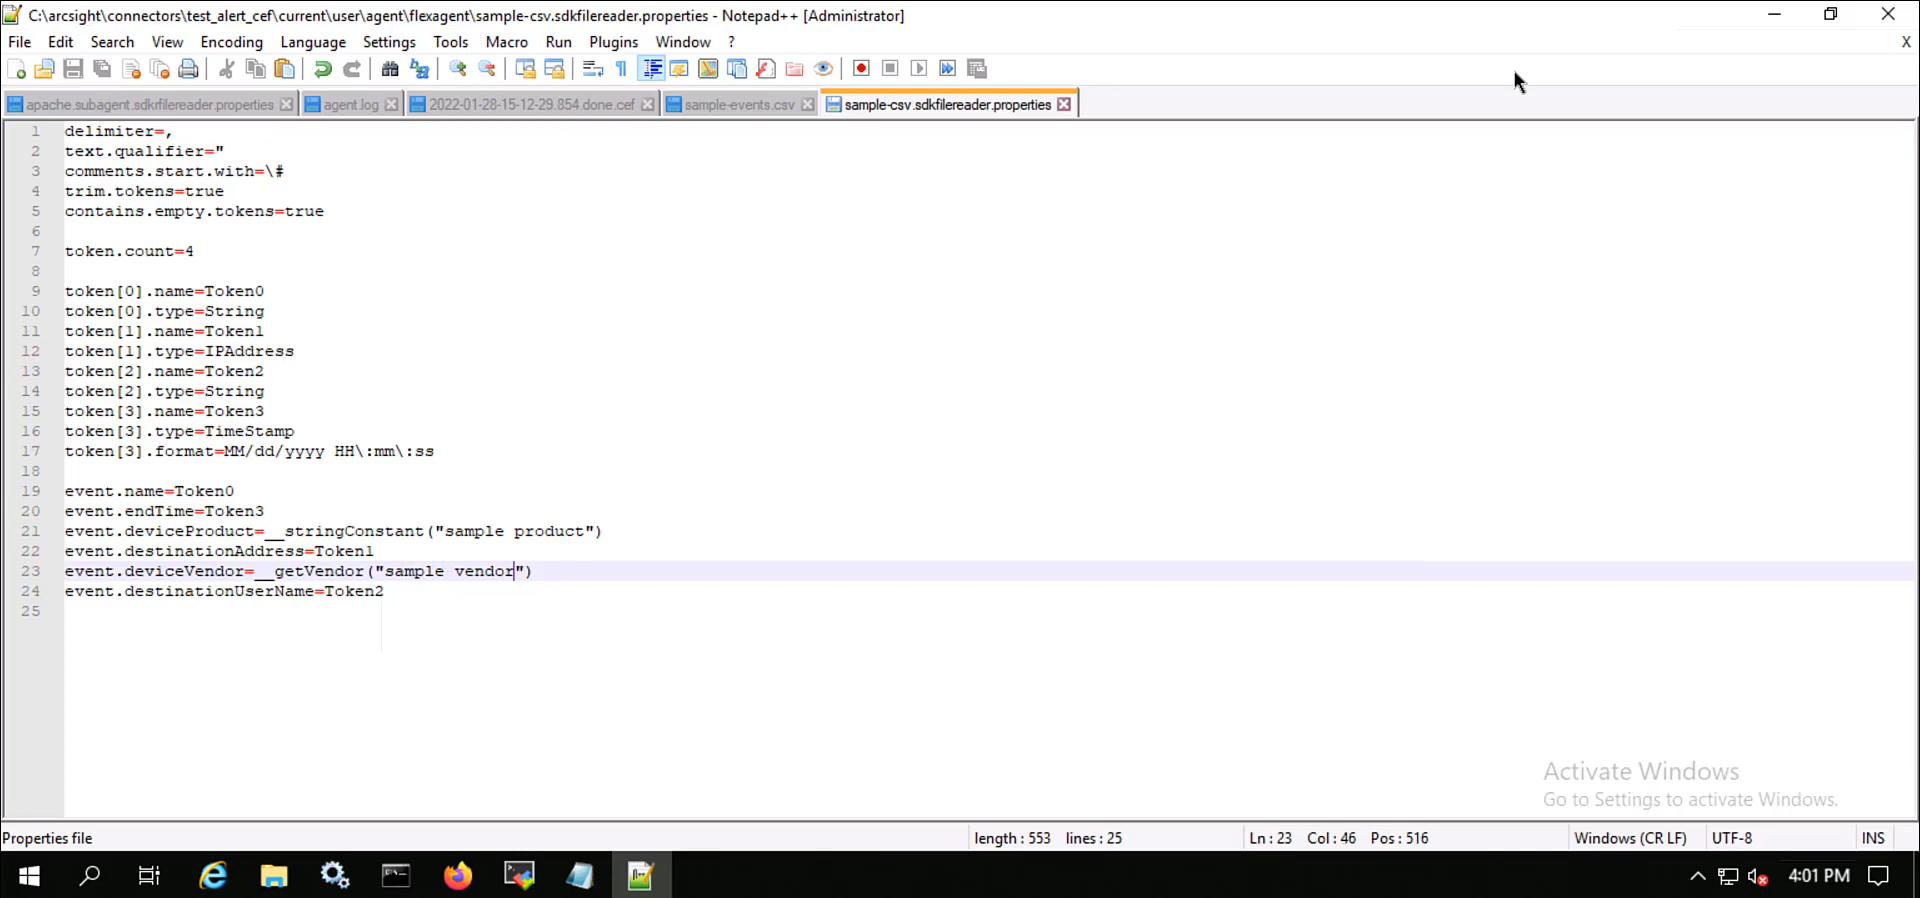 C:\arcsight\connectors\test_alert_cef\current\user\agent\flexagent\sample-csv.sdkfilereader.properties - Notepad++ [Administrator]
File Edit Search View Encoding Language Settings Tools Macro Run Plugins Window ? X
apache.subagent.sdkrfilereader.properties agent.log 2022-01-28-15-12-29.854.done.cef sample-events.csv sample-csv.sdkfilereader.properties
1 delimiter=,
2 text.qualifier="
3 comments.start.with=\#
4 trim.tokens=true
5 contains.empty.tokens=true
6
7 token.count=4
8
9 token[0].name=Token0
10 token[0].type=String
11 token[1].name=Token1
12 token[1].type=IPAddress
13 token[2].name=Token2
14 token[2].type=String
15 token[3].name=Token3
16 token[3].type=TimeStamp
17 token[3].format=MM/dd/yyyy HH\:mm\:ss
18
19 event.name=Token0
20 event.endTime=Token3
21 event.deviceProduct=__stringConstant("sample product")
22 event.destinationAddress=Token1
23 event.deviceVendor=__getVendor("sample vendor")
24 event.destinationUserName=Token2
25
Activate Windows
Go to Settings to activate Windows.
Properties file length : 553 lines : 25 Ln : 23 Col : 46 Pos : 516 Windows (CR LF) UTF-8 INS
4:01 PM